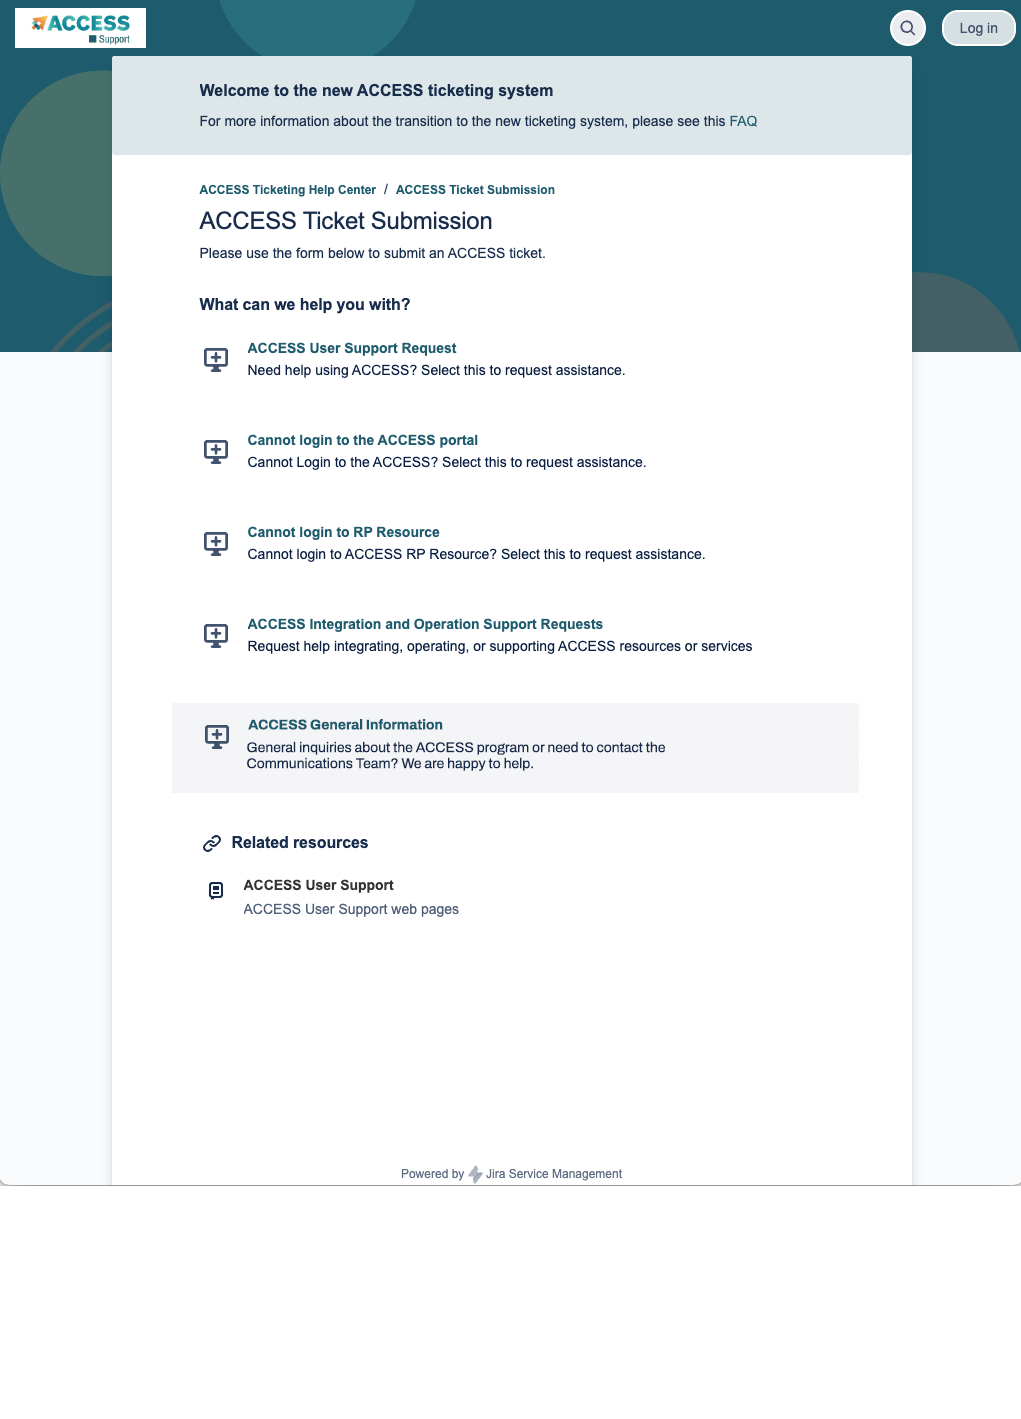 ACCESS
Support
Log in
Welcome to the new ACCESS ticketing system
For more information about the transition to the new ticketing system, please see this FAQ
ACCESS Ticketing Help Center / ACCESS Ticket Submission
ACCESS Ticket Submission
Please use the form below to submit an ACCESS ticket.
What can we help you with?
ACCESS User Support Request
Need help using ACCESS? Select this to request assistance.
Cannot login to the ACCESS portal
Cannot Login to the ACCESS? Select this to request assistance.
Cannot login to RP Resource
Cannot login to ACCESS RP Resource? Select this to request assistance.
ACCESS Integration and Operation Support Requests
Request help integrating, operating, or supporting ACCESS resources or services
ACCESS General Information
General inquiries about the ACCESS program or need to contact the
Communications Team? We are happy to help.
Related resources
ACCESS User Support
ACCESS User Support web pages
Powered by Jira Service Management